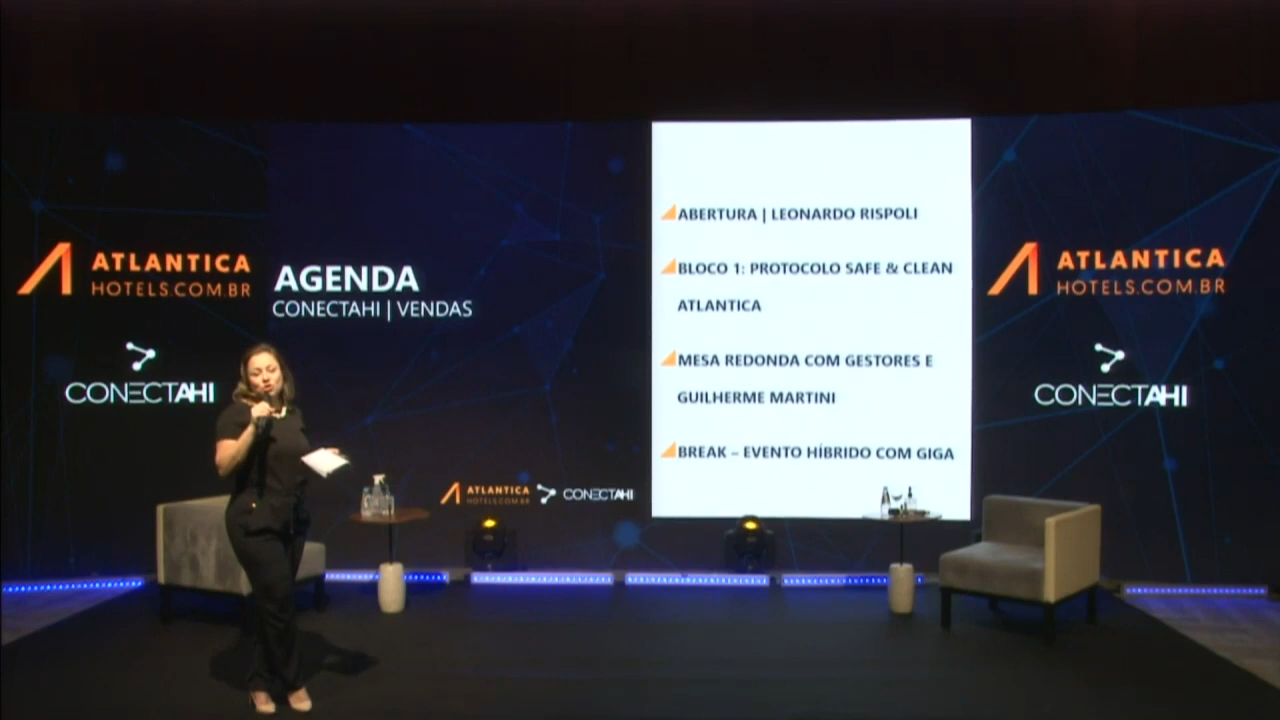 ATLANTICA
HOTELS.COM.BR
CONECTAHI
AGENDA
CONECTAHI | VENDAS
ABERTURA | LEONARDO RISPOLI
BLOCO 1: PROTOCOLO SAFE & CLEAN
ATLANTICA
MESA REDONDA COM GESTORES E
GUILHERME MARTINI
BREAK – EVENTO HÍBRIDO COM GIGA
ATLANTICA
HOTELS.COM.BR
CONECTAHI
ATLANTICA
HOTELS.COM.BR
CONECTAHI